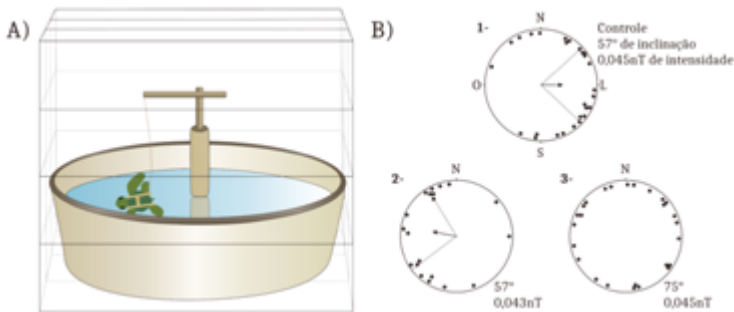 A)
B)
1-
N
Controle
57° de inclinação
0,045nT de intensidade
O
L
S
2-
N
57°
0,043nT
3-
N
75°
0,045nT